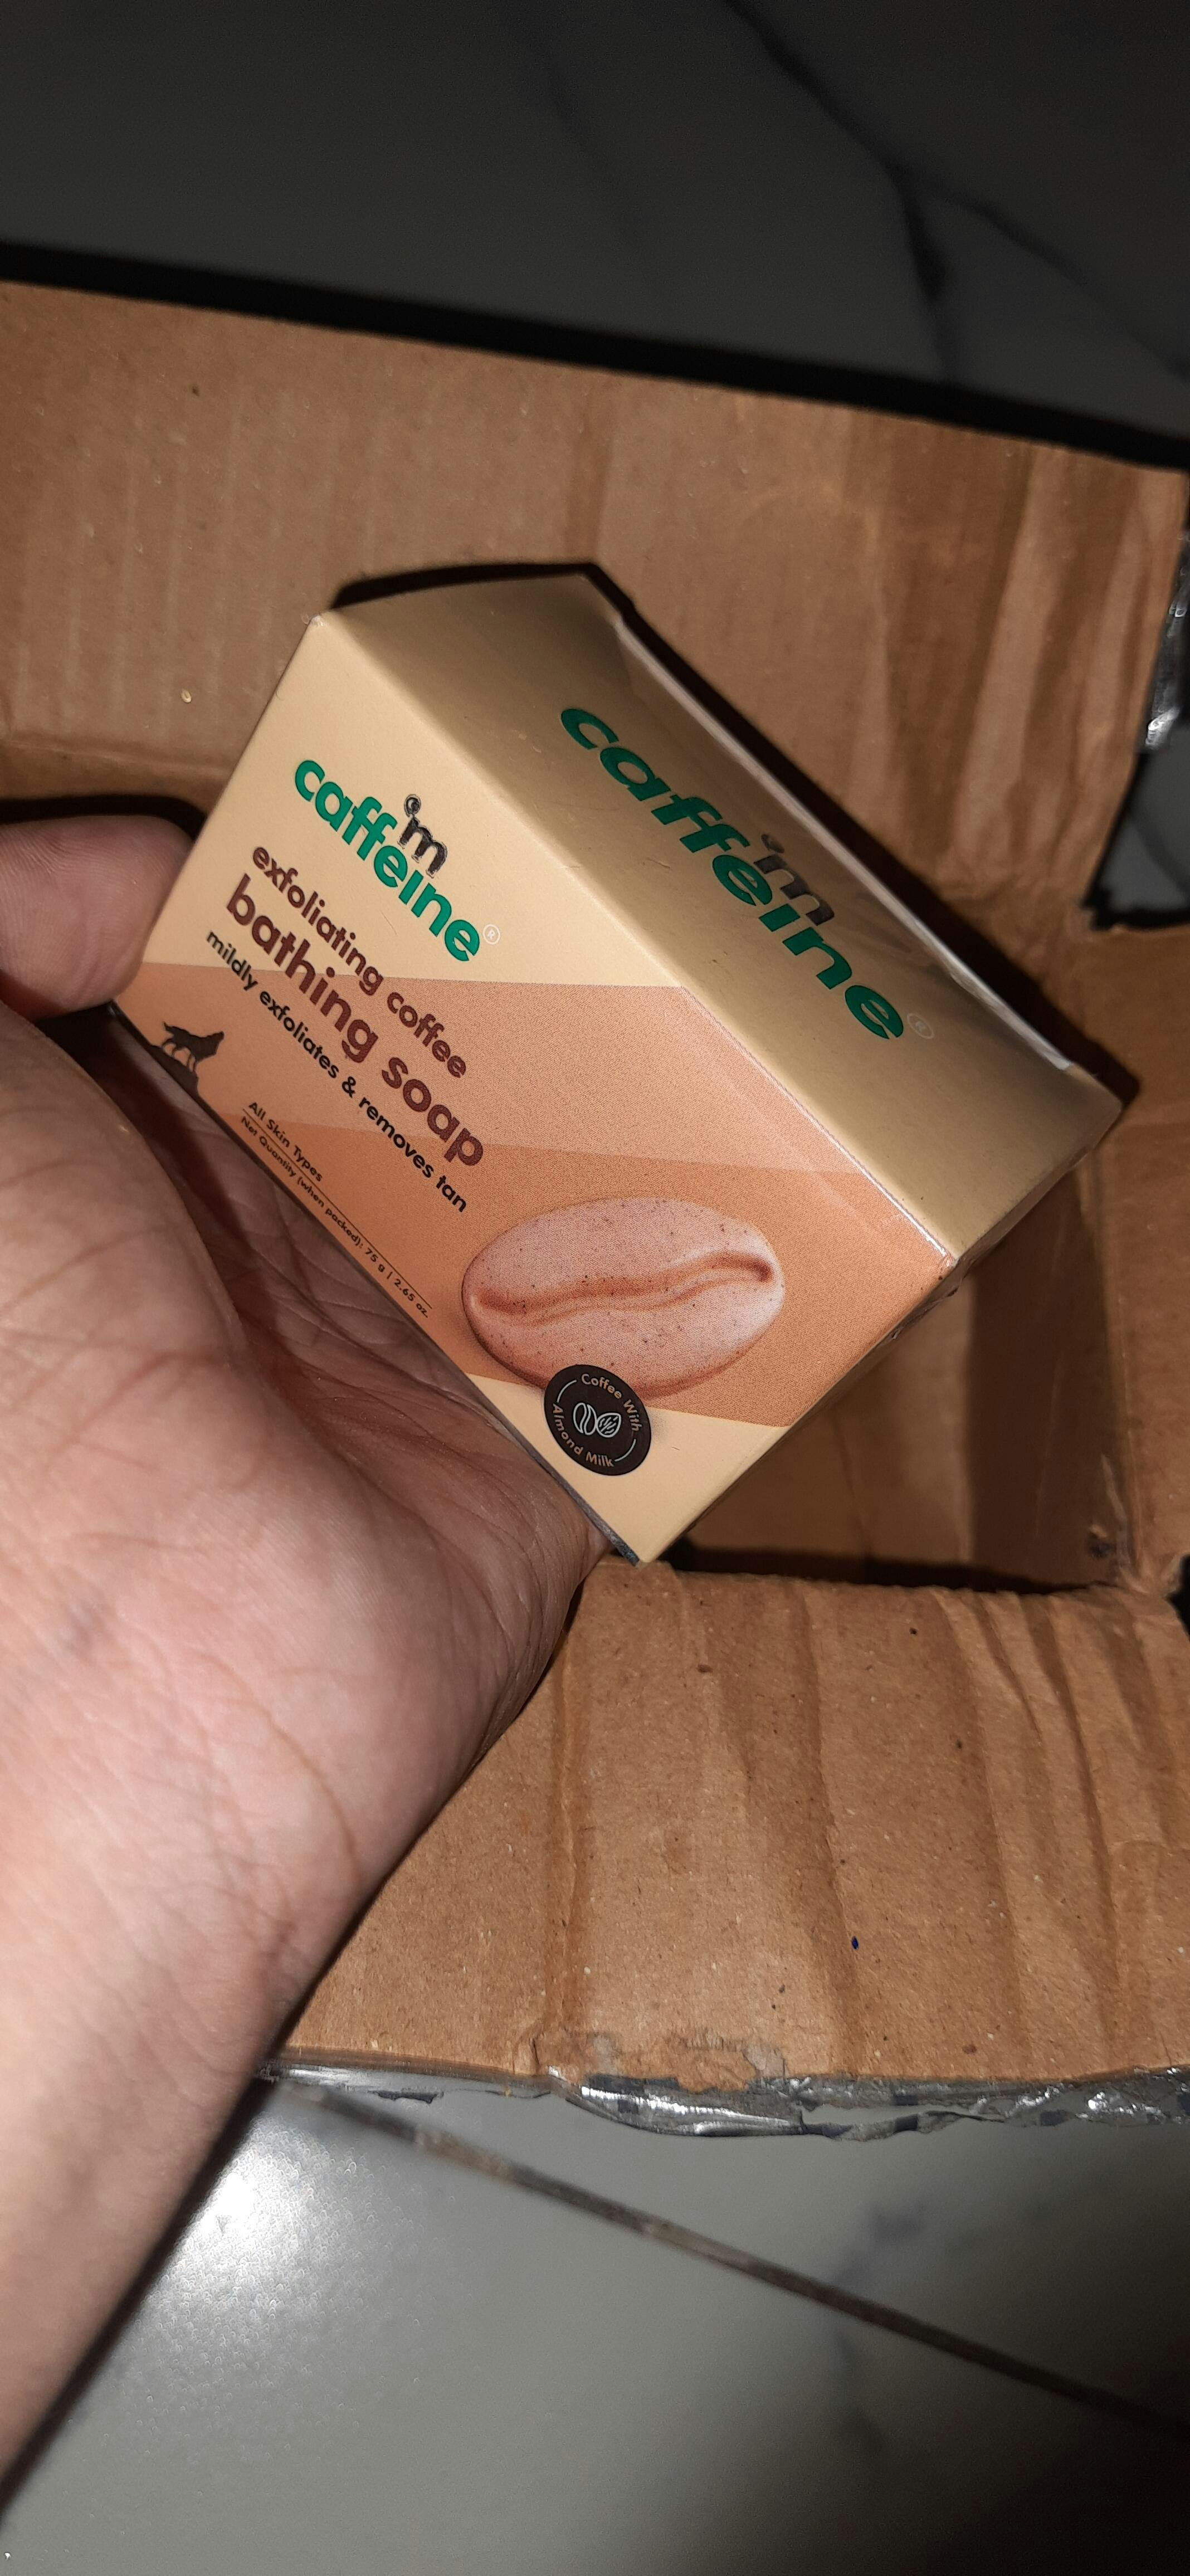 'm
caffeine®
exfoliating coffee
bathing soap
mildly exfoliates & removes tan
All Skin Types
Net Quantity (when packed): 75 g | 2.65 oz.
Coffee With
Almond Milk
'm
caffeine®